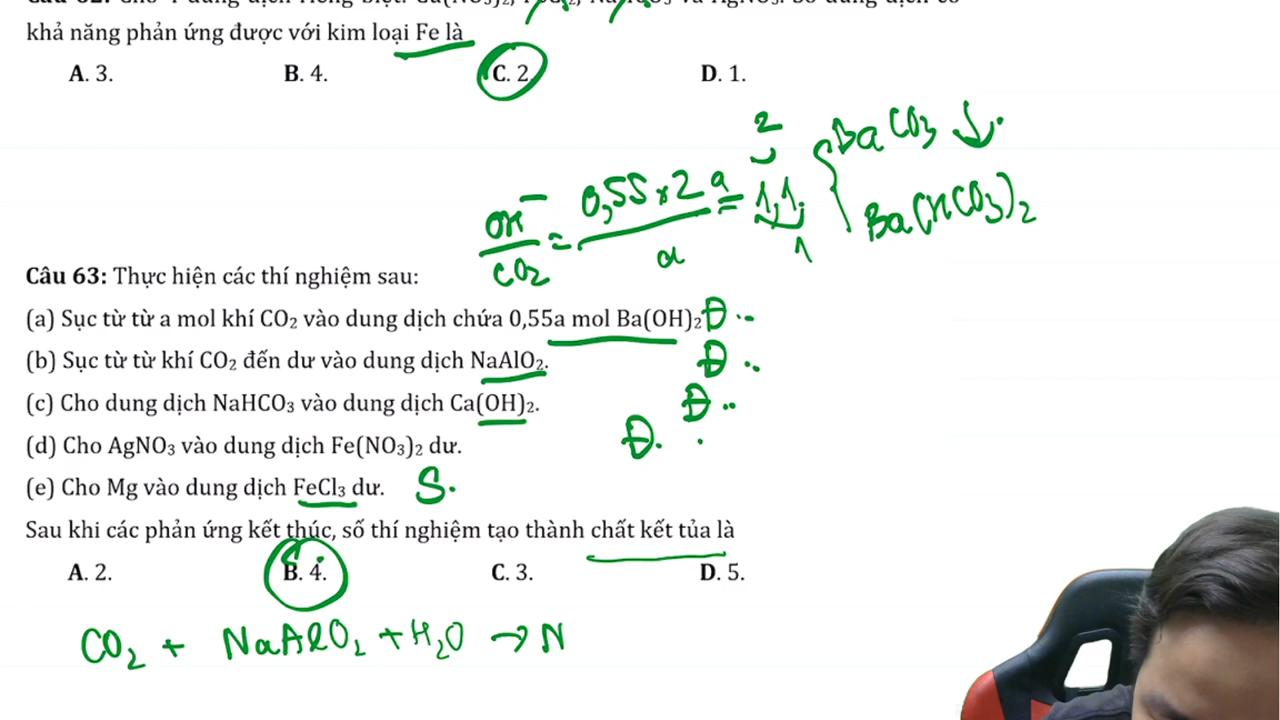 khả năng phản ứng được với kim loại Fe là
A. 3. B. 4. C. 2 D. 1.
OH⁻/CO₂ = 0,55 x 2a/a = 1,1.
2
1
BaCO₃ ↓
Ba(HCO₃)₂
Câu 63: Thực hiện các thí nghiệm sau:
(a) Sục từ từ a mol khí CO₂ vào dung dịch chứa 0,55a mol Ba(OH)₂ Đ
(b) Sục từ từ khí CO₂ đến dư vào dung dịch NaAlO₂. Đ
(c) Cho dung dịch NaHCO₃ vào dung dịch Ca(OH)₂. Đ
(d) Cho AgNO₃ vào dung dịch Fe(NO₃)₂ dư. Đ.
(e) Cho Mg vào dung dịch FeCl₃ dư. S.
Sau khi các phản ứng kết thúc, số thí nghiệm tạo thành chất kết tủa là
A. 2. B. 4. C. 3. D. 5.
CO₂ + NaAlO₂ + H₂O → N